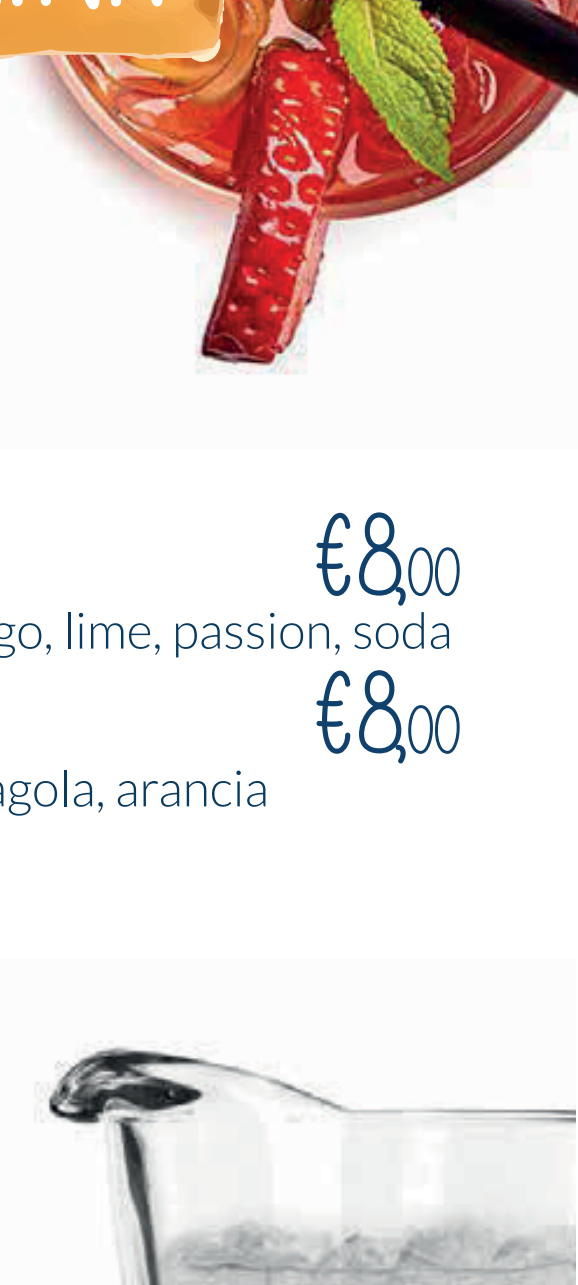 €8,00
go, lime, passion, soda
€8,00
agola, arancia